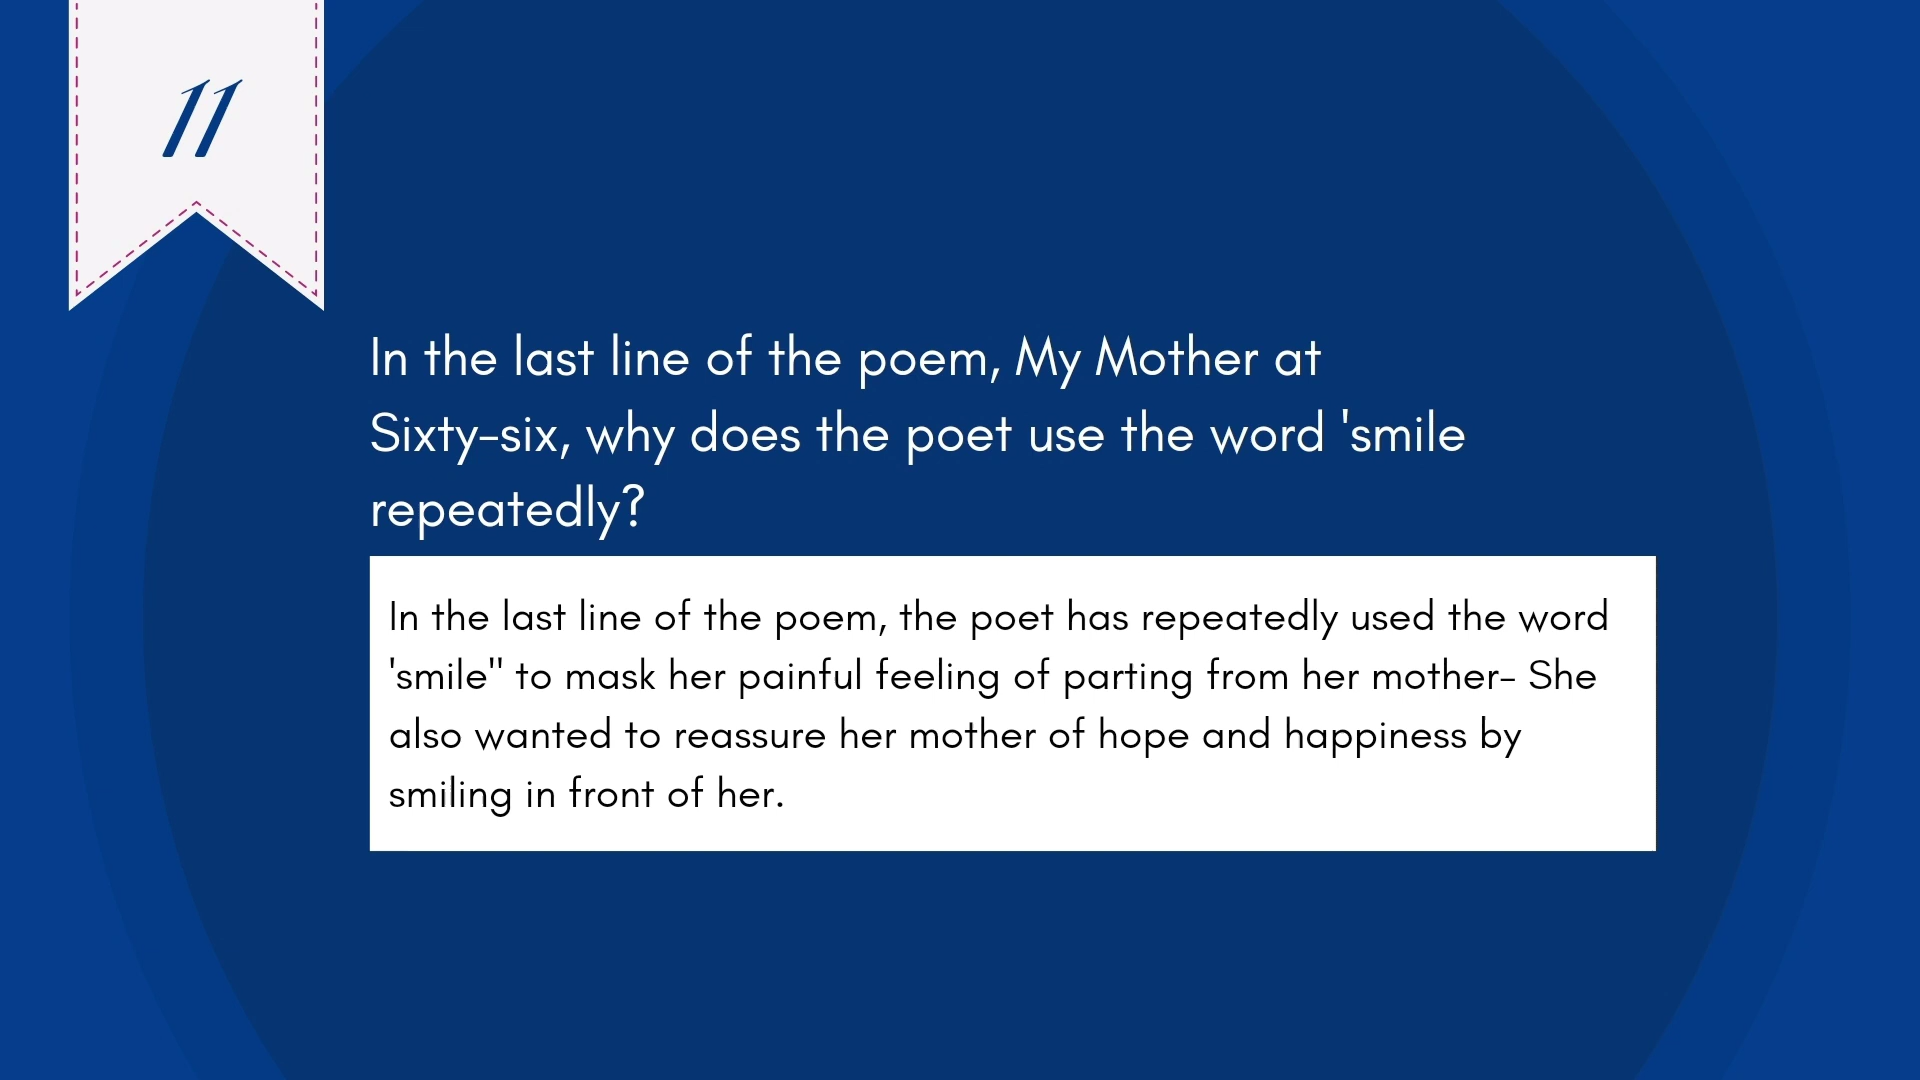 11
In the last line of the poem, My Mother at
Sixty-six, why does the poet use the word 'smile
repeatedly?
In the last line of the poem, the poet has repeatedly used the word
'smile" to mask her painful feeling of parting from her mother- She
also wanted to reassure her mother of hope and happiness by
smiling in front of her.